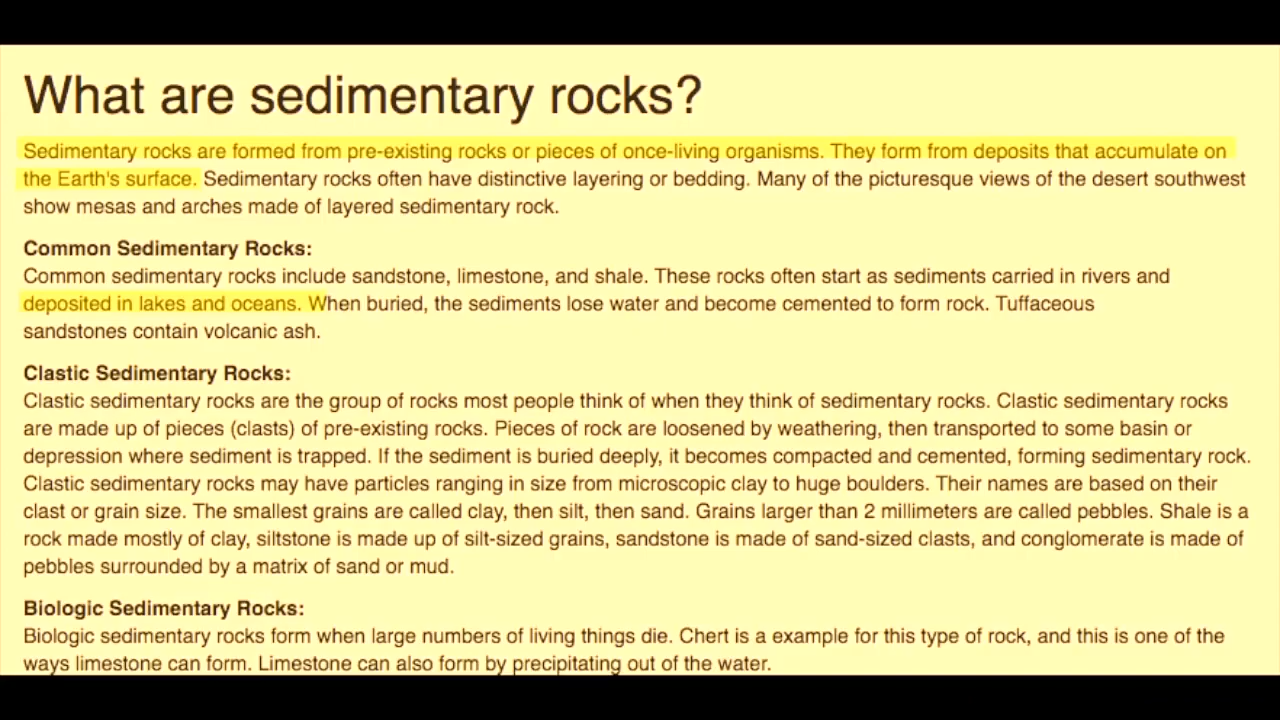 What are sedimentary rocks?
Sedimentary rocks are formed from pre-existing rocks or pieces of once-living organisms. They form from deposits that accumulate on
the Earth's surface. Sedimentary rocks often have distinctive layering or bedding. Many of the picturesque views of the desert southwest
show mesas and arches made of layered sedimentary rock.
Common Sedimentary Rocks:
Common sedimentary rocks include sandstone, limestone, and shale. These rocks often start as sediments carried in rivers and
deposited in lakes and oceans. When buried, the sediments lose water and become cemented to form rock. Tuffaceous
sandstones contain volcanic ash.
Clastic Sedimentary Rocks:
Clastic sedimentary rocks are the group of rocks most people think of when they think of sedimentary rocks. Clastic sedimentary rocks
are made up of pieces (clasts) of pre-existing rocks. Pieces of rock are loosened by weathering, then transported to some basin or
depression where sediment is trapped. If the sediment is buried deeply, it becomes compacted and cemented, forming sedimentary rock.
Clastic sedimentary rocks may have particles ranging in size from microscopic clay to huge boulders. Their names are based on their
clast or grain size. The smallest grains are called clay, then silt, then sand. Grains larger than 2 millimeters are called pebbles. Shale is a
rock made mostly of clay, siltstone is made up of silt-sized grains, sandstone is made of sand-sized clasts, and conglomerate is made of
pebbles surrounded by a matrix of sand or mud.
Biologic Sedimentary Rocks:
Biologic sedimentary rocks form when large numbers of living things die. Chert is a example for this type of rock, and this is one of the
ways limestone can form. Limestone can also form by precipitating out of the water.